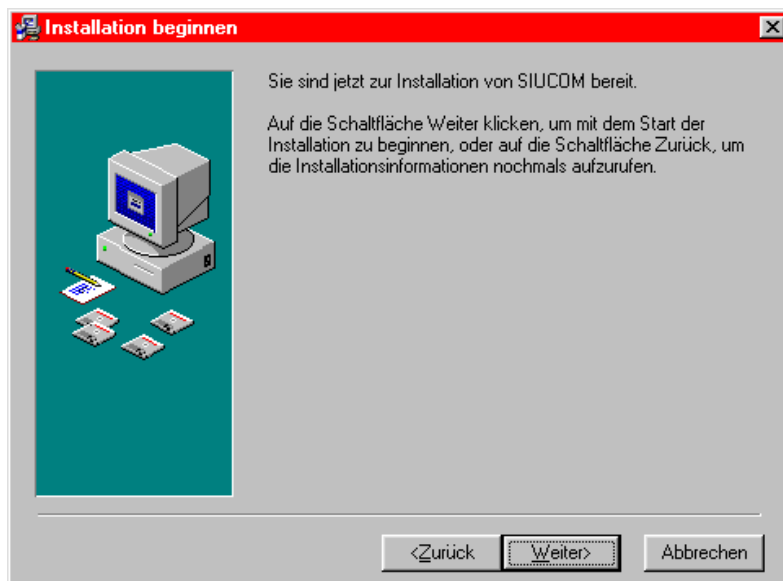 Installation beginnen
Sie sind jetzt zur Installation von SIUCOM bereit.
Auf die Schaltfläche Weiter klicken, um mit dem Start der
Installation zu beginnen, oder auf die Schaltfläche Zurück, um
die Installationsinformationen nochmals aufzurufen.
<Zurück
Weiter>
Abbrechen